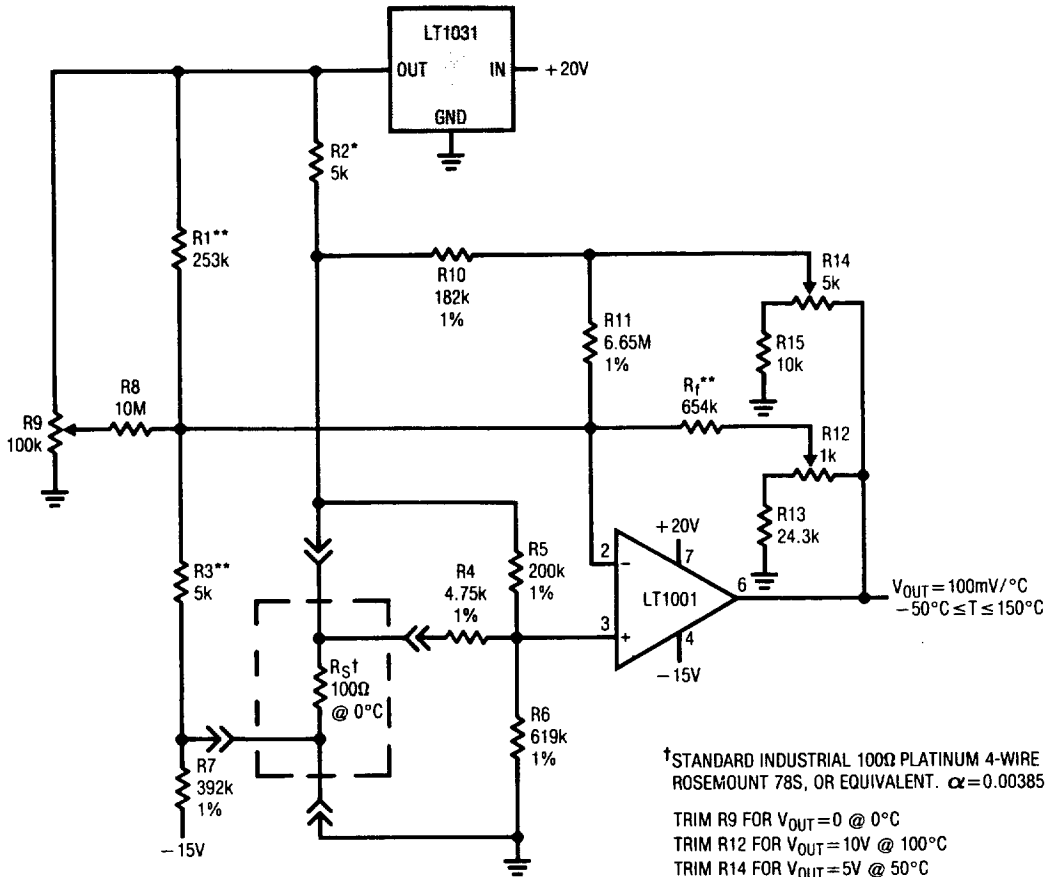 LT1031
OUT IN +20V
GND
R2*
5k
R1**
253k
R10
182k
1%
R14
5k
R11
6.65M
1%
R15
10k
R8
10M
R9
100k
Rf**
654k
R12
1k
R13
24.3k
R3**
5k
R4
4.75k
1%
R5
200k
1%
+20V
2 − 7
LT1001 6
3 + 4
−15V
VOUT=100mV/°C
−50°C≤T≤150°C
RS†
100Ω
@ 0°C
R6
619k
1%
R7
392k
1%
−15V
†STANDARD INDUSTRIAL 100Ω PLATINUM 4-WIRE
ROSEMOUNT 78S, OR EQUIVALENT. α=0.00385
TRIM R9 FOR VOUT=0 @ 0°C
TRIM R12 FOR VOUT=10V @ 100°C
TRIM R14 FOR VOUT=5V @ 50°C